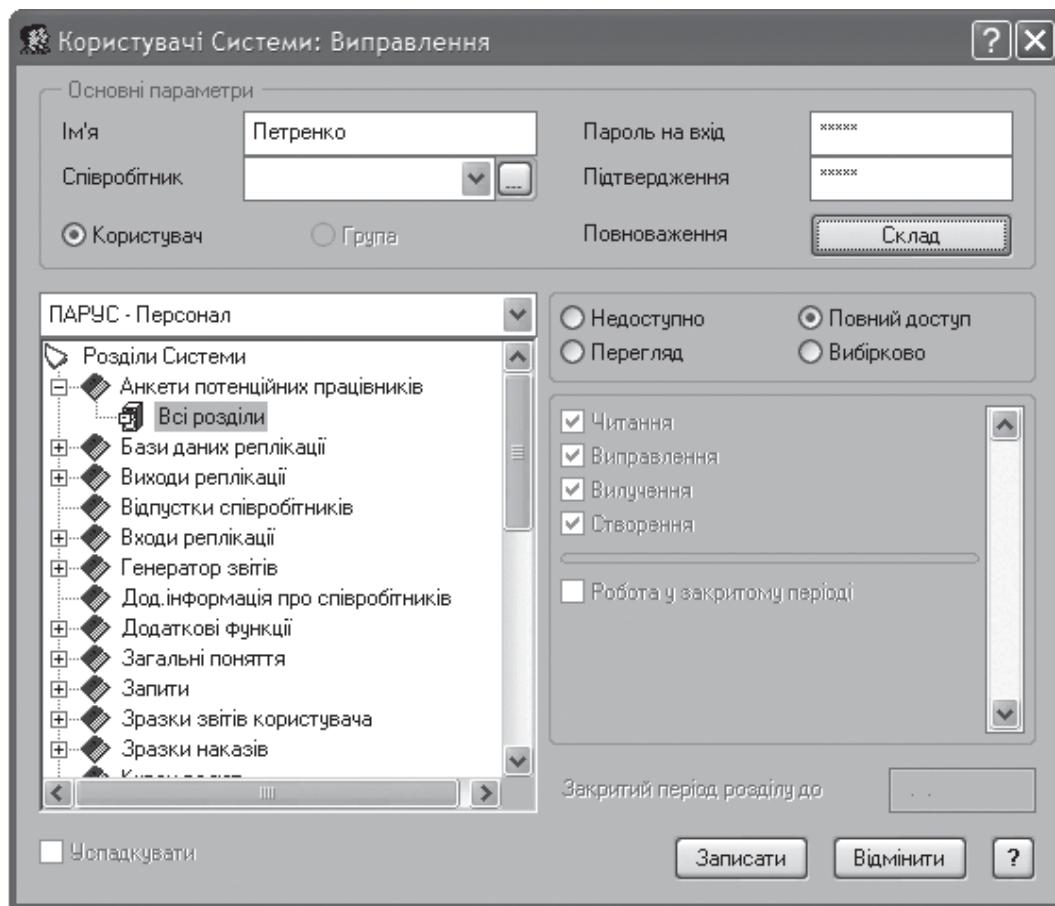 Користувачі Системи: Виправлення
Основні параметри
Ім'я
Петренко
Пароль на вхід
*****
Співробітник
...
Підтвердження
*****
Користувач
Група
Повноваження
Склад
ПАРУС - Персонал
Розділи Системи
Анкети потенційних працівників
Всі розділи
Бази даних реплікації
Виходи реплікації
Відпустки співробітників
Входи реплікації
Генератор звітів
Дод.інформація про співробітників
Додаткові функції
Загальні поняття
Запити
Зразки звітів користувача
Зразки наказів
Недоступно
Повний доступ
Перегляд
Вибірково
Читання
Виправлення
Вилучення
Створення
Робота у закритому періоді
Закритий період розділу до
. .
Успадкувати
Записати
Відмінити
?